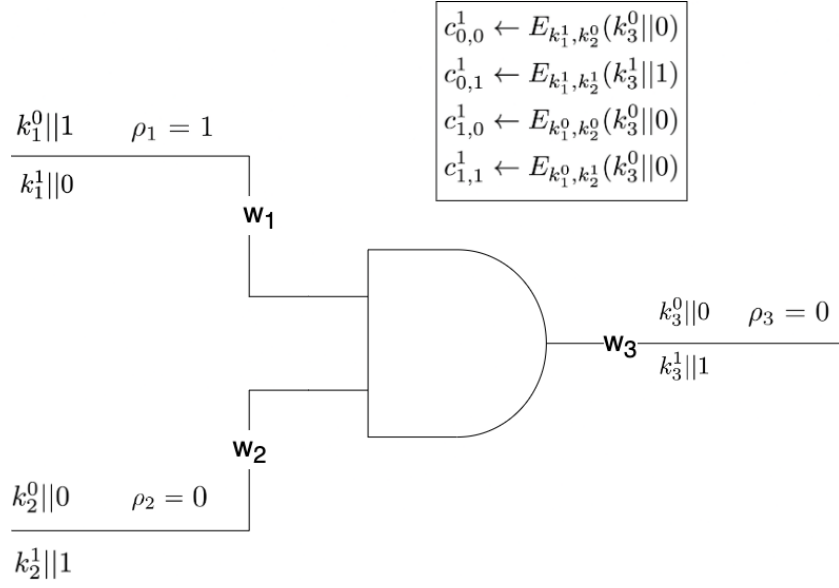 c^1_{0,0} ← E_{k^1_1,k^0_2}(k^0_3||0)
c^1_{0,1} ← E_{k^1_1,k^1_2}(k^1_3||1)
c^1_{1,0} ← E_{k^0_1,k^0_2}(k^0_3||0)
c^1_{1,1} ← E_{k^0_1,k^1_2}(k^0_3||0)
k^0_1||1 ρ_1 = 1
k^1_1||0
w_1
k^0_3||0 ρ_3 = 0
w_3
k^1_3||1
w_2
k^0_2||0 ρ_2 = 0
k^1_2||1